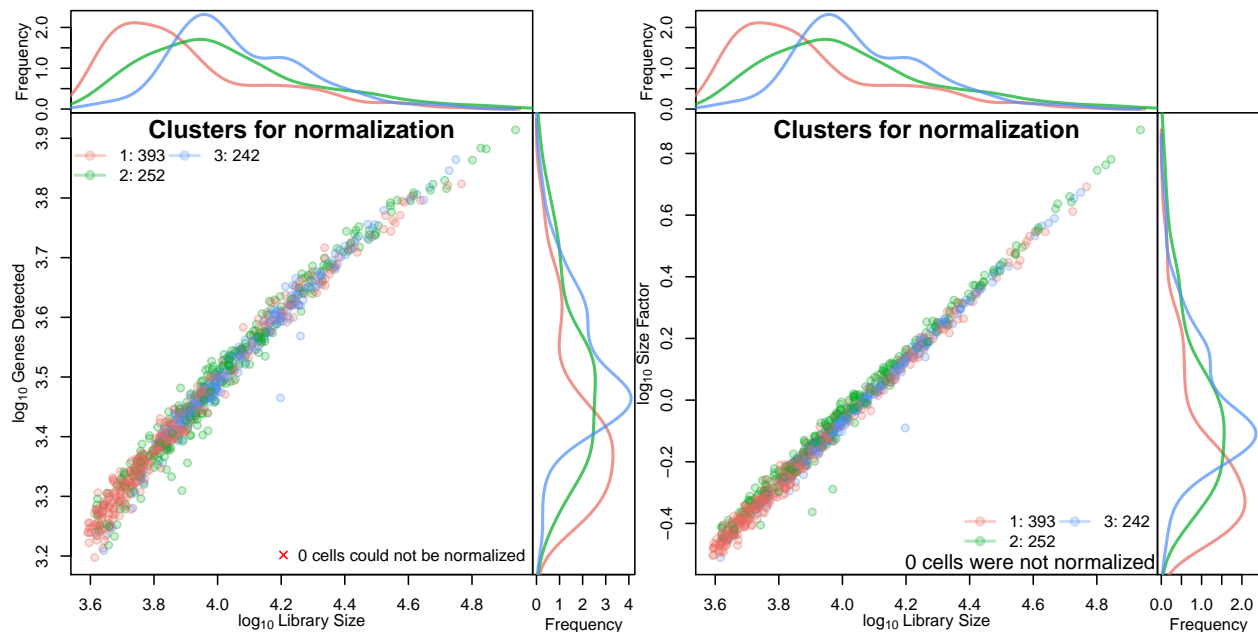 Frequency
0.0 1.0 2.0
Clusters for normalization
1: 393 3: 242
2: 252
log10 Genes Detected
3.9
3.8
3.7
3.6
3.5
3.4
3.3
3.2
0 cells could not be normalized
3.6 3.8 4.0 4.2 4.4 4.6 4.8
log10 Library Size
0 1 2 3 4
Frequency
Frequency
0.0 1.0 2.0
Clusters for normalization
log10 Size Factor
0.8
0.6
0.4
0.2
0.0
−0.2
−0.4
1: 393 3: 242
2: 252
0 cells were not normalized
3.6 3.8 4.0 4.2 4.4 4.6 4.8
log10 Library Size
0.0 1.0 2.0
Frequency